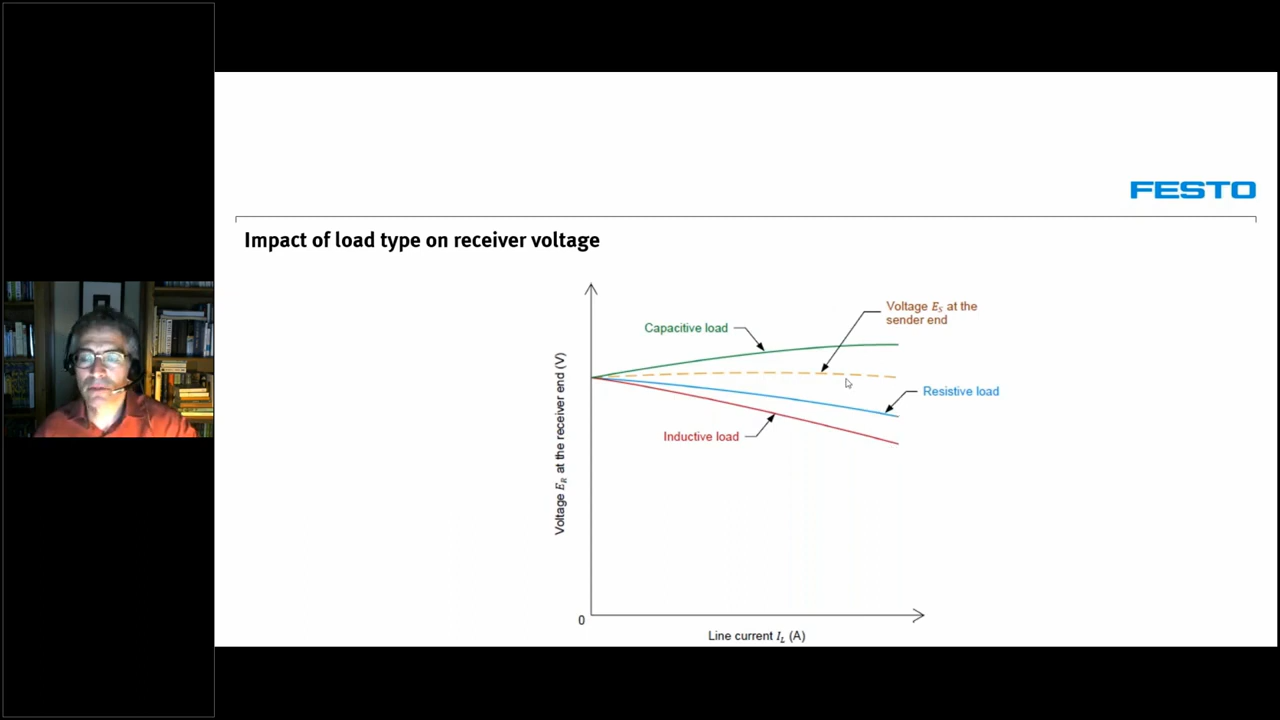 FESTO
Impact of load type on receiver voltage
Voltage E_S at the
sender end
Capacitive load
Resistive load
Inductive load
Voltage E_R at the receiver end (V)
0
Line current I_L (A)